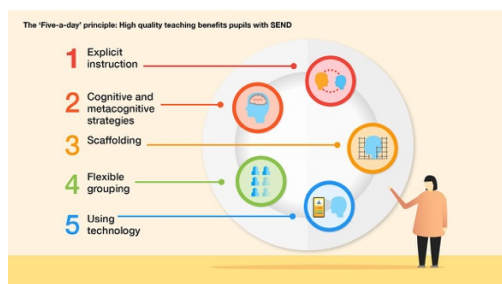 The ‘Five-a-day’ principle: High quality teaching benefits pupils with SEND
1 Explicit
instruction
2 Cognitive and
metacognitive
strategies
3 Scaffolding
4 Flexible
grouping
5 Using
technology